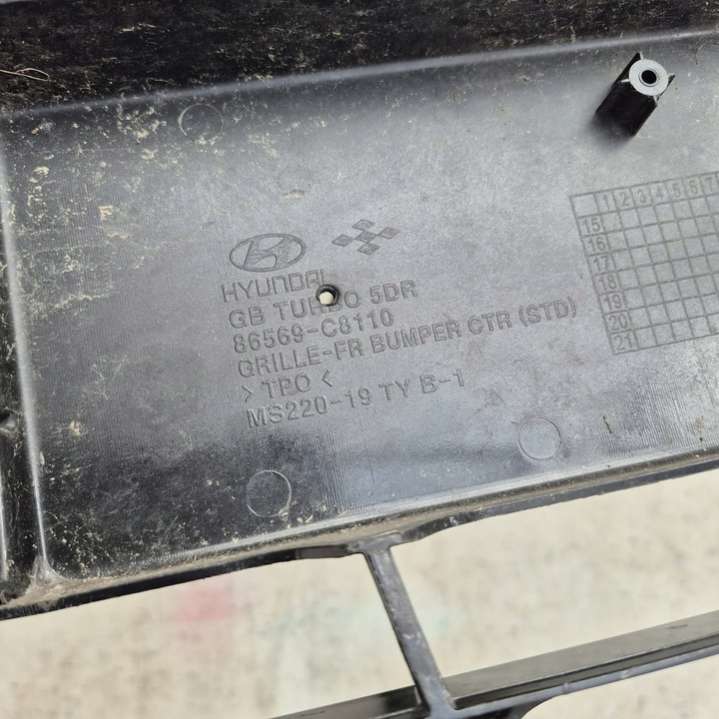 HYUNDAI
GB TURBO 5DR
86569-C8110
GRILLE-FR BUMPER CTR (STD)
> TPO <
MS220-19 TY B-1
1 2 3 4 5 6 7
15
16
17
18
19
20
21